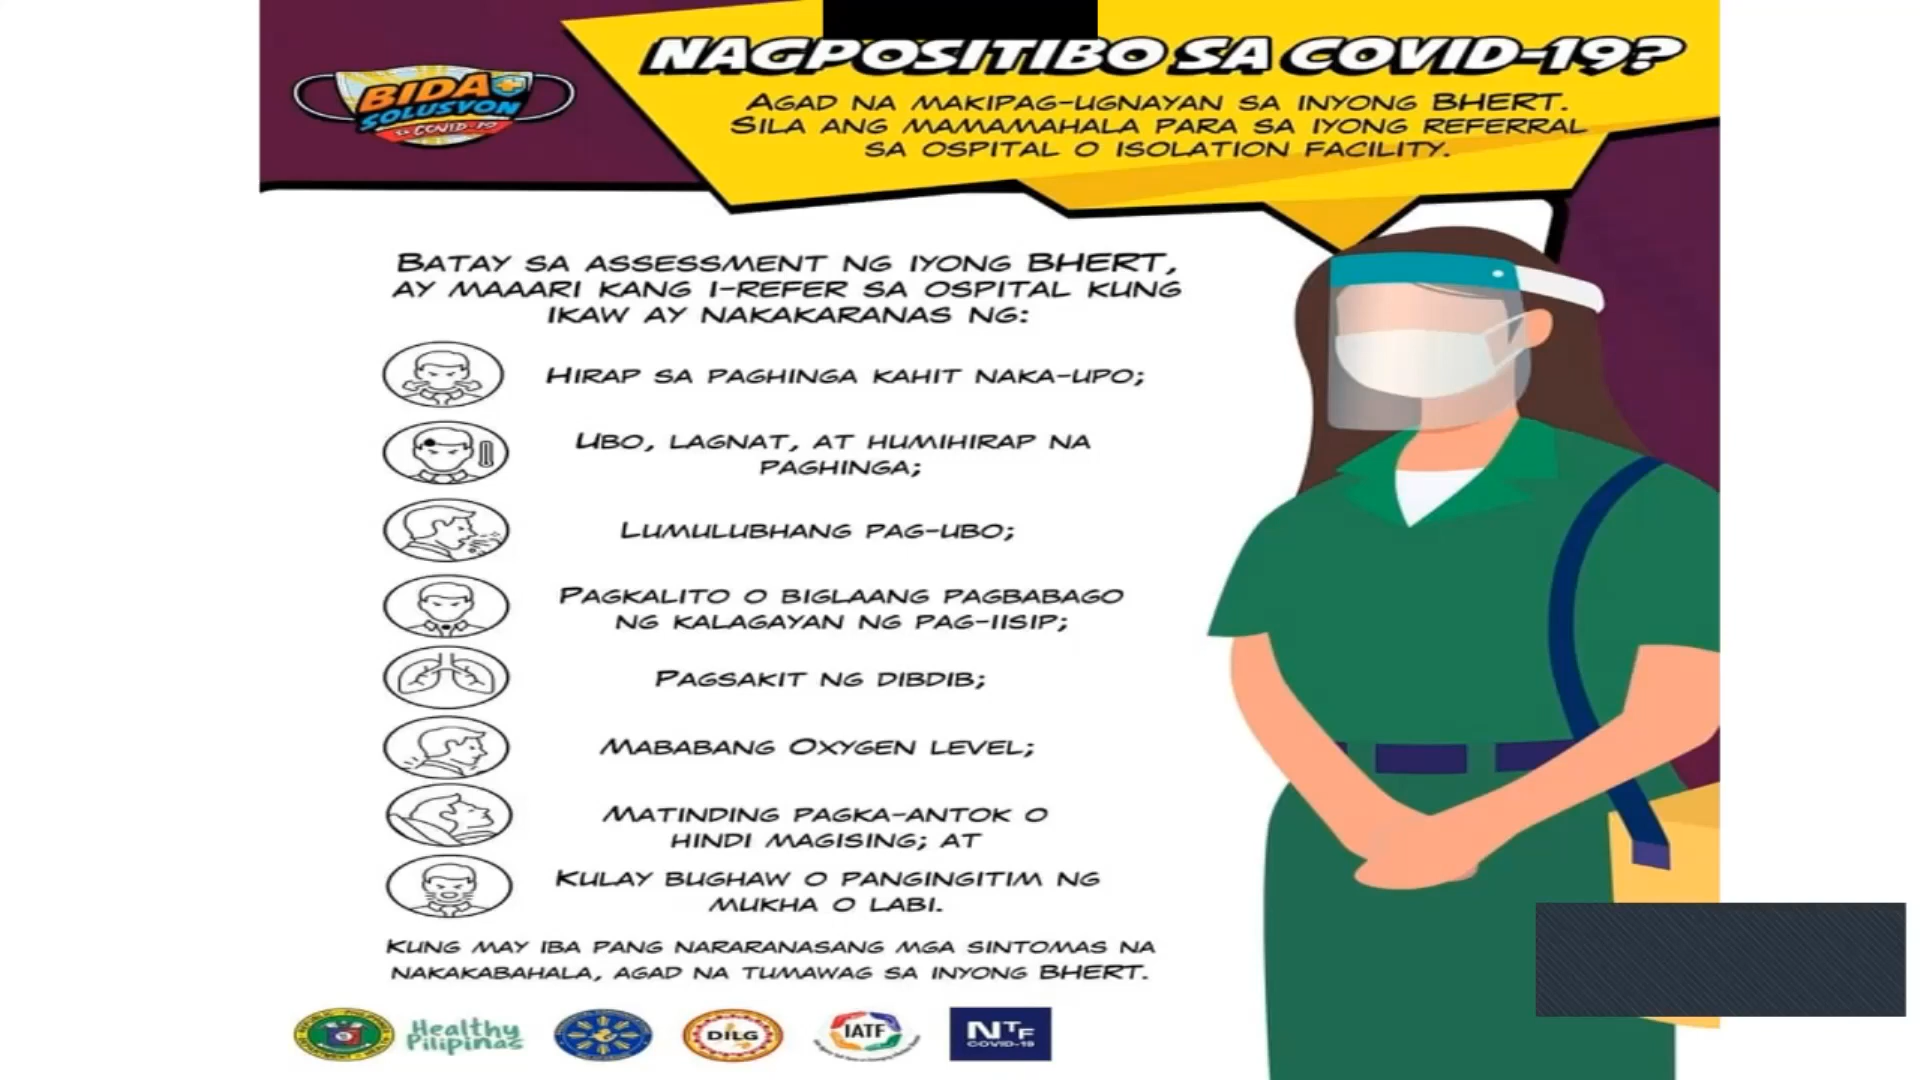 NAGPOSITIBO SA COVID-19?
AGAD NA MAKIPAG-UGNAYAN SA INYONG BHERT.
SILA ANG MAMAMAHALA PARA SA IYONG REFERRAL
SA OSPITAL O ISOLATION FACILITY.
BIDA
SOLUSYON
SA COVID-19
BATAY SA ASSESSMENT NG IYONG BHERT,
AY MAAARI KANG I-REFER SA OSPITAL KUNG
IKAW AY NAKAKARANAS NG:
HIRAP SA PAGHINGA KAHIT NAKA-UPO;
UBO, LAGNAT, AT HUMIHIRAP NA
PAGHINGA;
LUMULUBHANG PAG-UBO;
PAGKALITO O BIGLAANG PAGBABAGO
NG KALAGAYAN NG PAG-IISIP;
PAGSAKIT NG DIBDIB;
MABABANG OXYGEN LEVEL;
MATINDING PAGKA-ANTOK O
HINDI MAGISING; AT
KULAY BUGHAW O PANGINGITIM NG
MUKHA O LABI.
KUNG MAY IBA PANG NARARANASANG MGA SINTOMAS NA
NAKAKABAHALA, AGAD NA TUMAWAG SA INYONG BHERT.
Healthy
Pilipinas
DILG
IATF
NTF
COVID-19